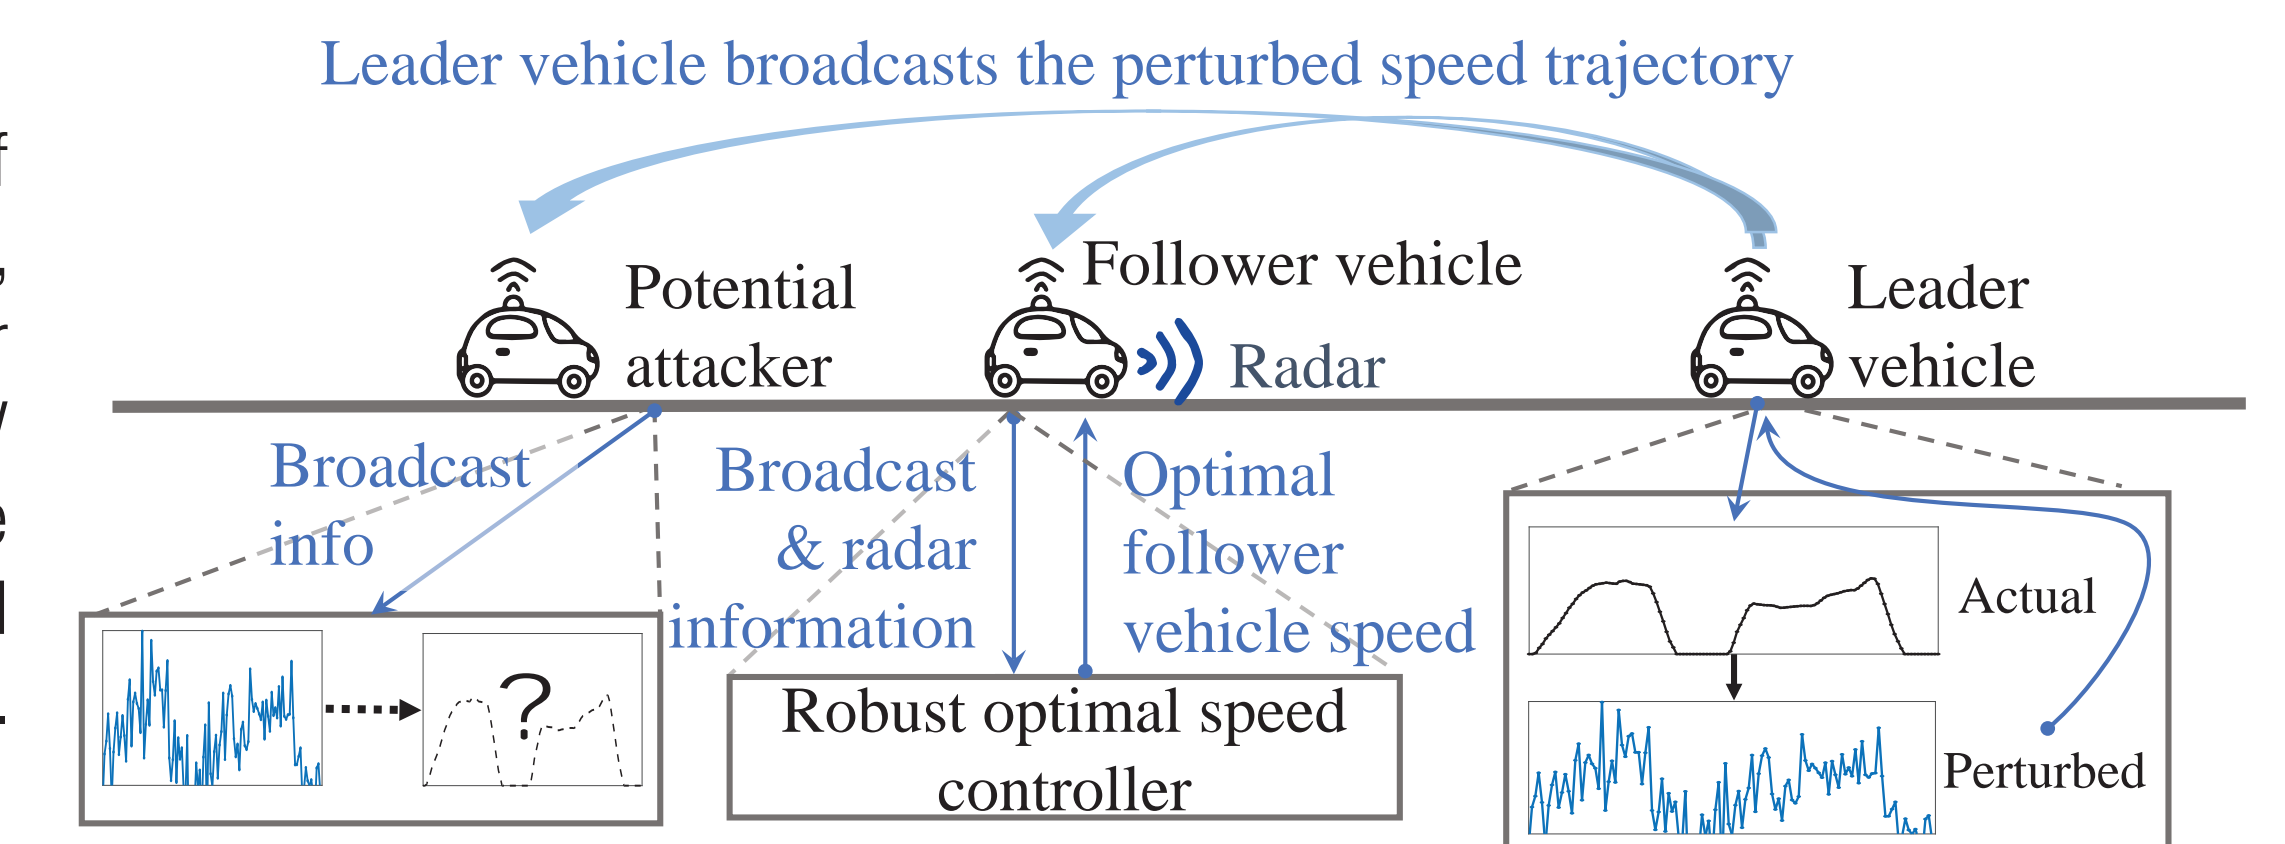 Leader vehicle broadcasts the perturbed speed trajectory
Potential
attacker
Follower vehicle
Radar
Leader
vehicle
Broadcast
info
Broadcast
& radar
information
Optimal
follower
vehicle speed
Robust optimal speed
controller
?
Actual
Perturbed